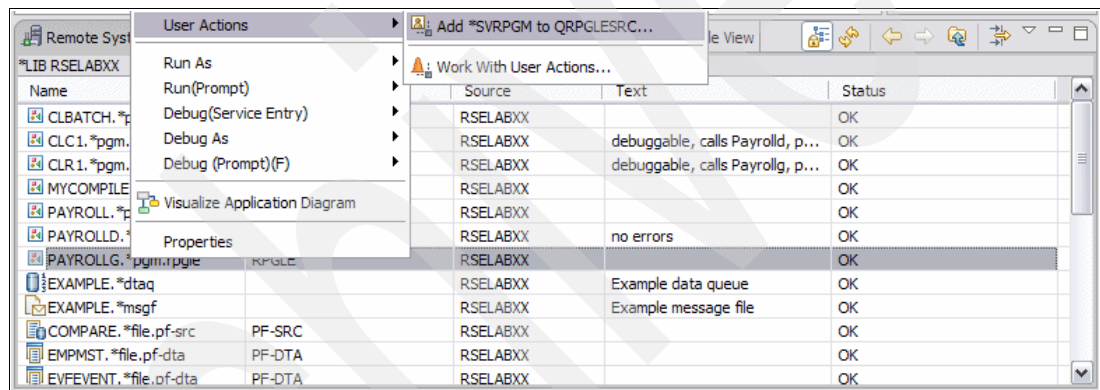 Remote Syst
User Actions
Add *SVRPGM to QRPGLESRC...
le View
*LIB RSELABXX
Run As
Work With User Actions...
Name
Run(Prompt)
Source
Text
Status
CLBATCH.*p
Debug(Service Entry)
RSELABXX
OK
CLC1.*pgm.
Debug As
RSELABXX
debuggable, calls Payrolld, p...
OK
CLR1.*pgm.
Debug (Prompt)(F)
RSELABXX
debuggable, calls Payrollg, p...
OK
MYCOMPILE
RSELABXX
OK
Visualize Application Diagram
PAYROLL.*p
RSELABXX
OK
PAYROLLD.*
Properties
RSELABXX
no errors
OK
PAYROLLG.*pgm.rpgle
RPGLE
RSELABXX
OK
EXAMPLE.*dtaq
RSELABXX
Example data queue
OK
EXAMPLE.*msgf
RSELABXX
Example message file
OK
COMPARE.*file.pf-src
PF-SRC
RSELABXX
OK
EMPMST.*file.pf-dta
PF-DTA
RSELABXX
OK
EVFEVENT.*file.pf-dta
PF-DTA
RSELABXX
OK